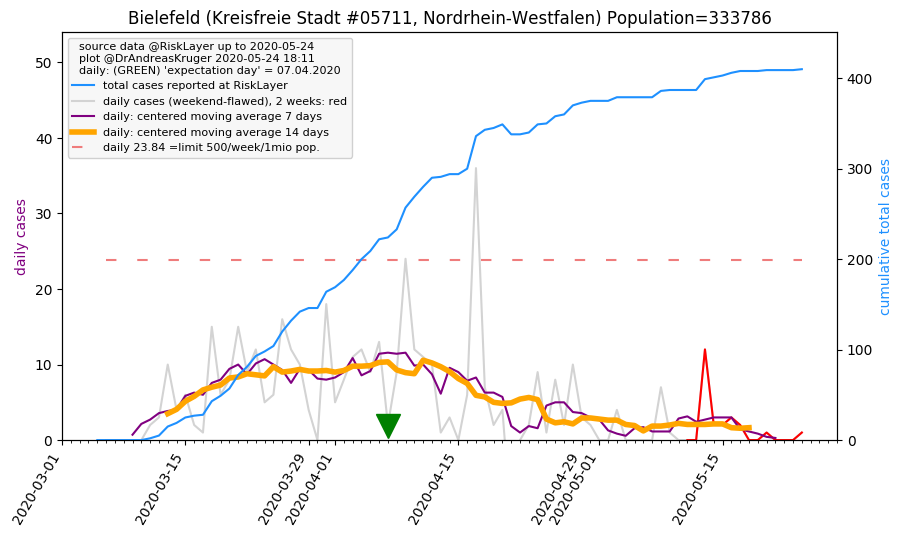 Bielefeld (Kreisfreie Stadt #05711, Nordrhein-Westfalen) Population=333786
source data @RiskLayer up to 2020-05-24
plot @DrAndreasKruger 2020-05-24 18:11
daily: (GREEN) 'expectation day' = 07.04.2020
total cases reported at RiskLayer
daily cases (weekend-flawed), 2 weeks: red
daily: centered moving average 7 days
daily: centered moving average 14 days
daily 23.84 =limit 500/week/1mio pop.
daily cases
50
40
30
20
10
0
cumulative total cases
400
300
200
100
0
2020-03-01
2020-03-15
2020-03-29
2020-04-01
2020-04-15
2020-04-29
2020-05-01
2020-05-15